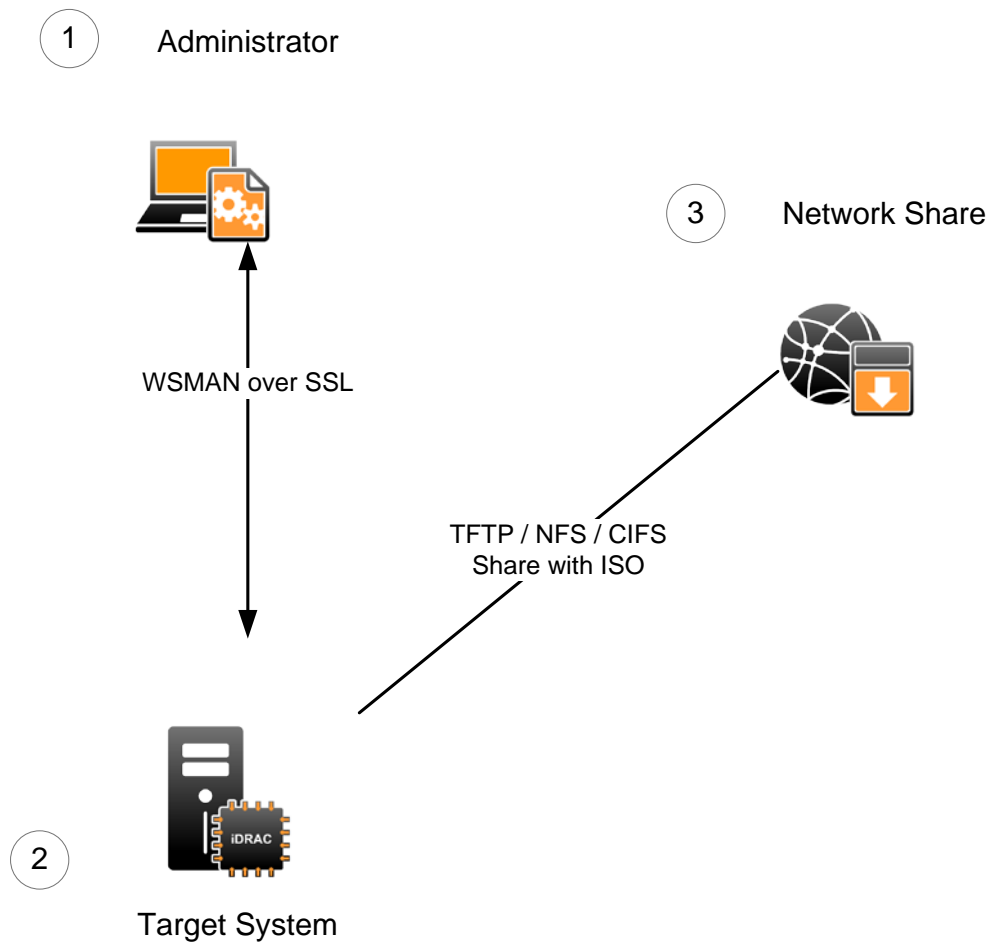 1
Administrator
3
Network Share
WSMAN over SSL
TFTP / NFS / CIFS
Share with ISO
iDRAC
2
Target System